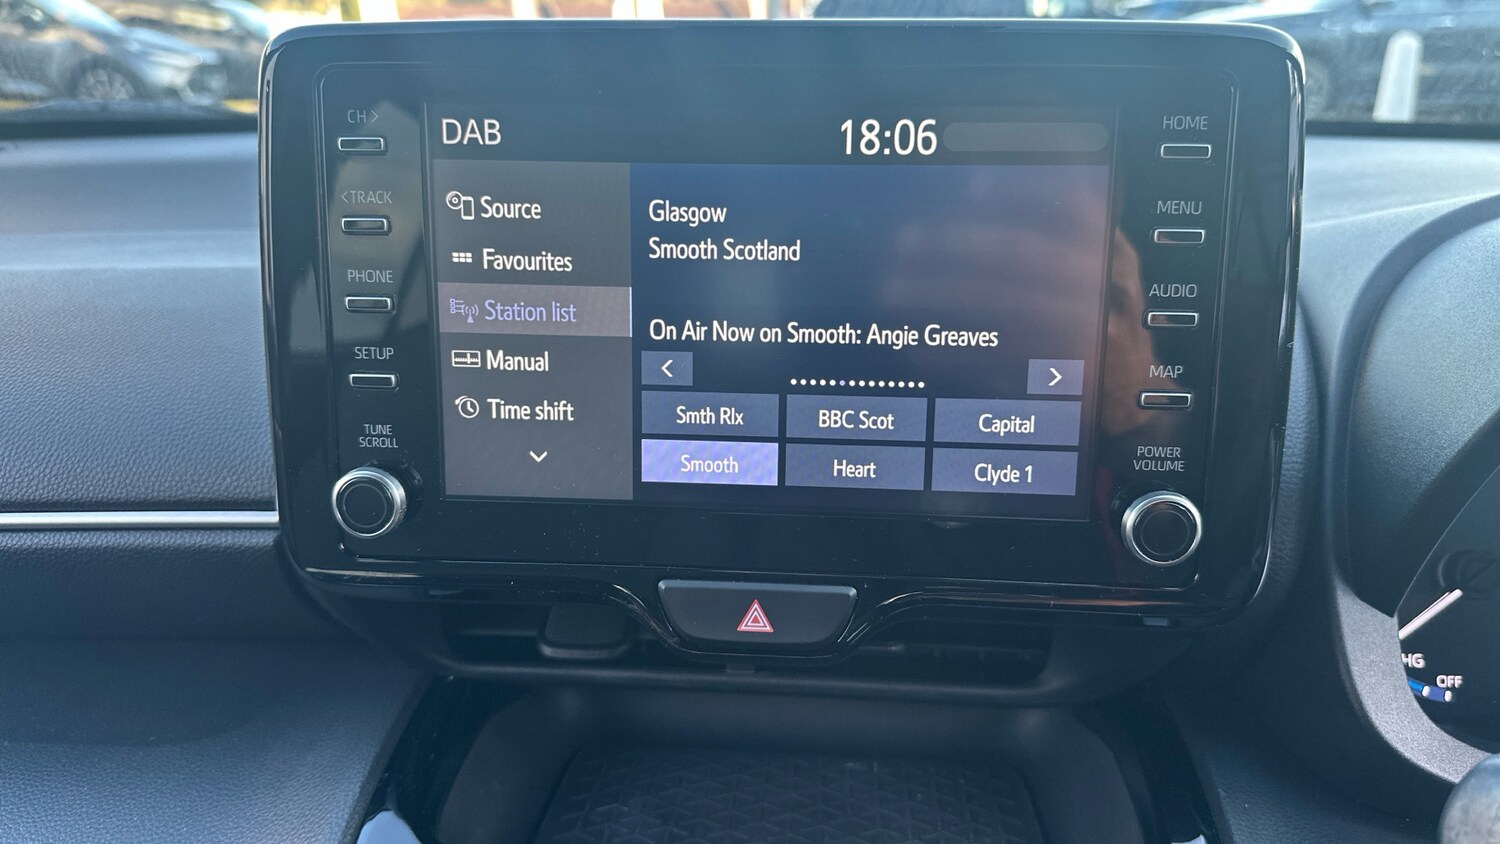 CH >
< TRACK
PHONE
SETUP
TUNE
SCROLL
DAB
18:06
Source
Favourites
Station list
Manual
Time shift
Glasgow
Smooth Scotland
On Air Now on Smooth: Angie Greaves
<
>
Smth Rlx
BBC Scot
Capital
Smooth
Heart
Clyde 1
HOME
MENU
AUDIO
MAP
POWER
VOLUME
HG
OFF